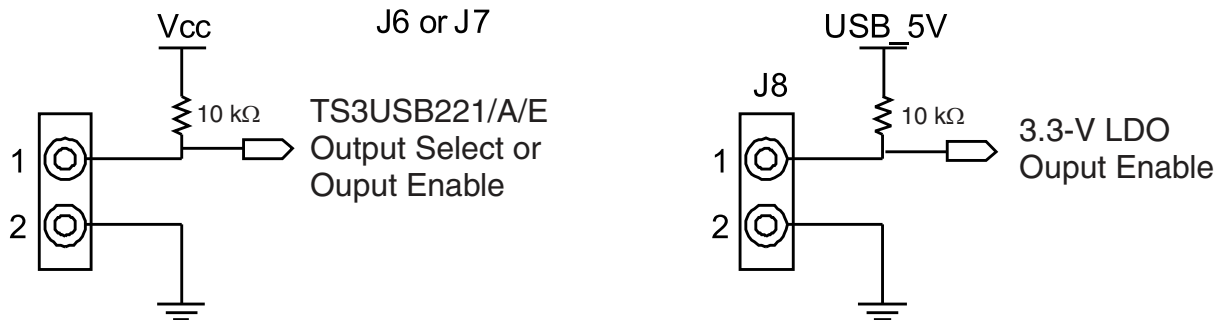 Vcc
J6 or J7
10 kΩ
TS3USB221/A/E
Output Select or
Ouput Enable
1
2
USB_5V
J8
10 kΩ
3.3-V LDO
Ouput Enable
1
2